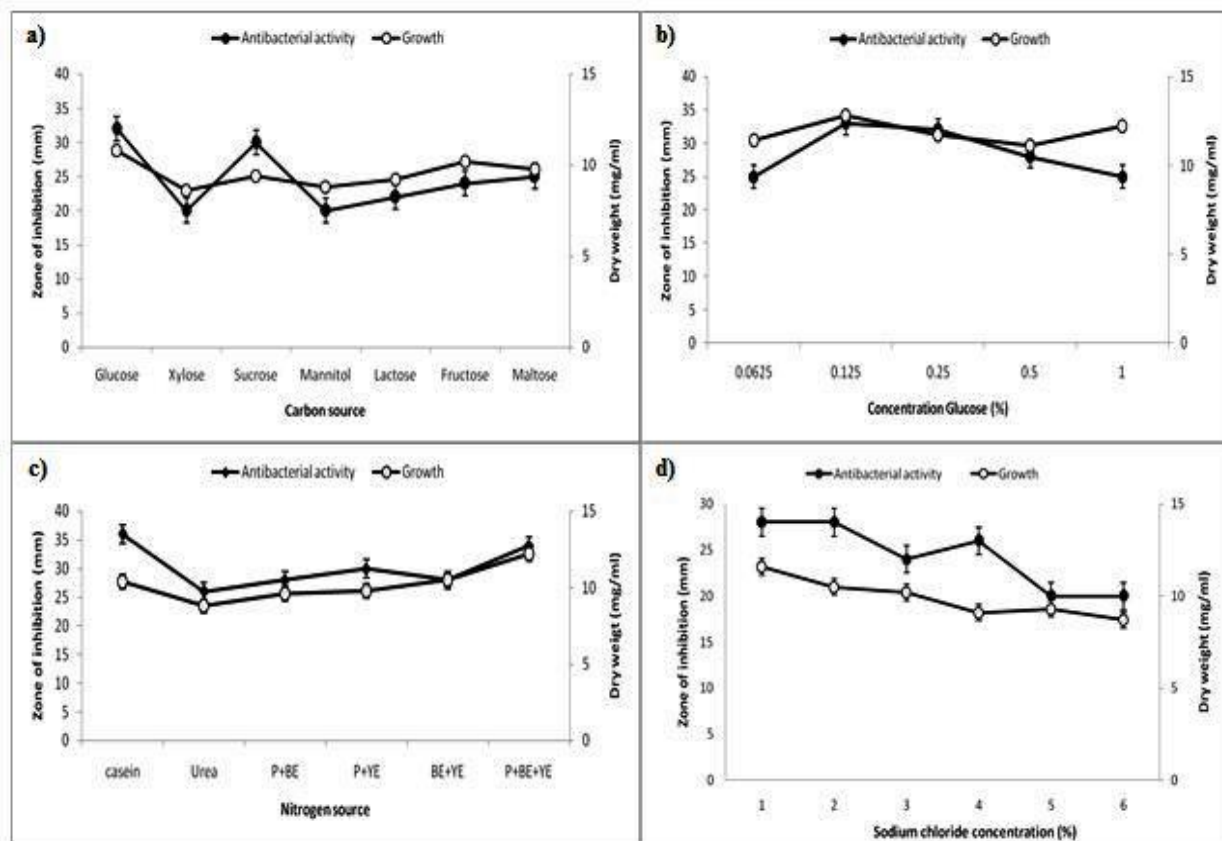 a)
Antibacterial activity Growth
40 15
35
30
25 10
20
15
5
10
5
0 0
Zone of inhibition (mm)
Dry weight (mg/ml)
Glucose Xylose Sucrose Mannitol Lactose Fructose Maltose
Carbon source
b)
Antibacterial activity Growth
40 15
35
30
25 10
20
15
5
10
5
0 0
Zone of inhibition (mm)
Dry weight (mg/ml)
0.0625 0.125 0.25 0.5 1
Concentration Glucose (%)
c)
Antibacterial activity Growth
40 15
35
30
25 10
20
15
5
10
5
0 0
Zone of inhibition (mm)
Dry weigt (mg/ml)
casein Urea P+BE P+YE BE+YE P+BE+YE
Nitrogen source
d)
Antibacterial activity Growth
30 15
25
20 10
15
10 5
5
0 0
Zone of inhibition (mm)
Dry weight (mg/ml)
1 2 3 4 5 6
Sodium chloride concentration (%)